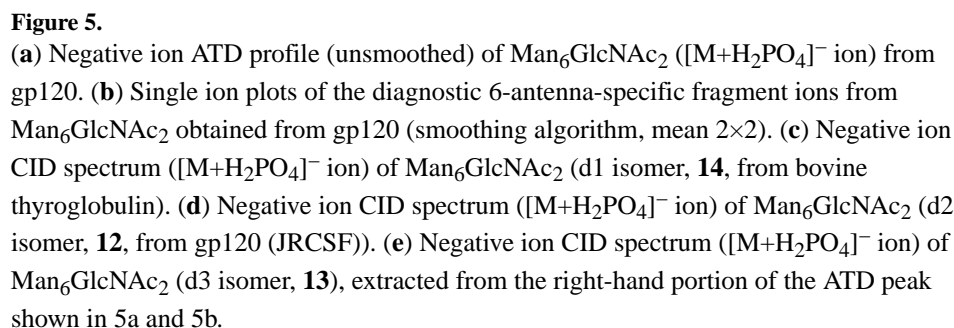 Figure 5.
(a) Negative ion ATD profile (unsmoothed) of Man₆GlcNAc₂ ([M+H₂PO₄]⁻ ion) from
gp120. (b) Single ion plots of the diagnostic 6-antenna-specific fragment ions from
Man₆GlcNAc₂ obtained from gp120 (smoothing algorithm, mean 2×2). (c) Negative ion
CID spectrum ([M+H₂PO₄]⁻ ion) of Man₆GlcNAc₂ (d1 isomer, 14, from bovine
thyroglobulin). (d) Negative ion CID spectrum ([M+H₂PO₄]⁻ ion) of Man₆GlcNAc₂ (d2
isomer, 12, from gp120 (JRCSF)). (e) Negative ion CID spectrum ([M+H₂PO₄]⁻ ion) of
Man₆GlcNAc₂ (d3 isomer, 13), extracted from the right-hand portion of the ATD peak
shown in 5a and 5b.